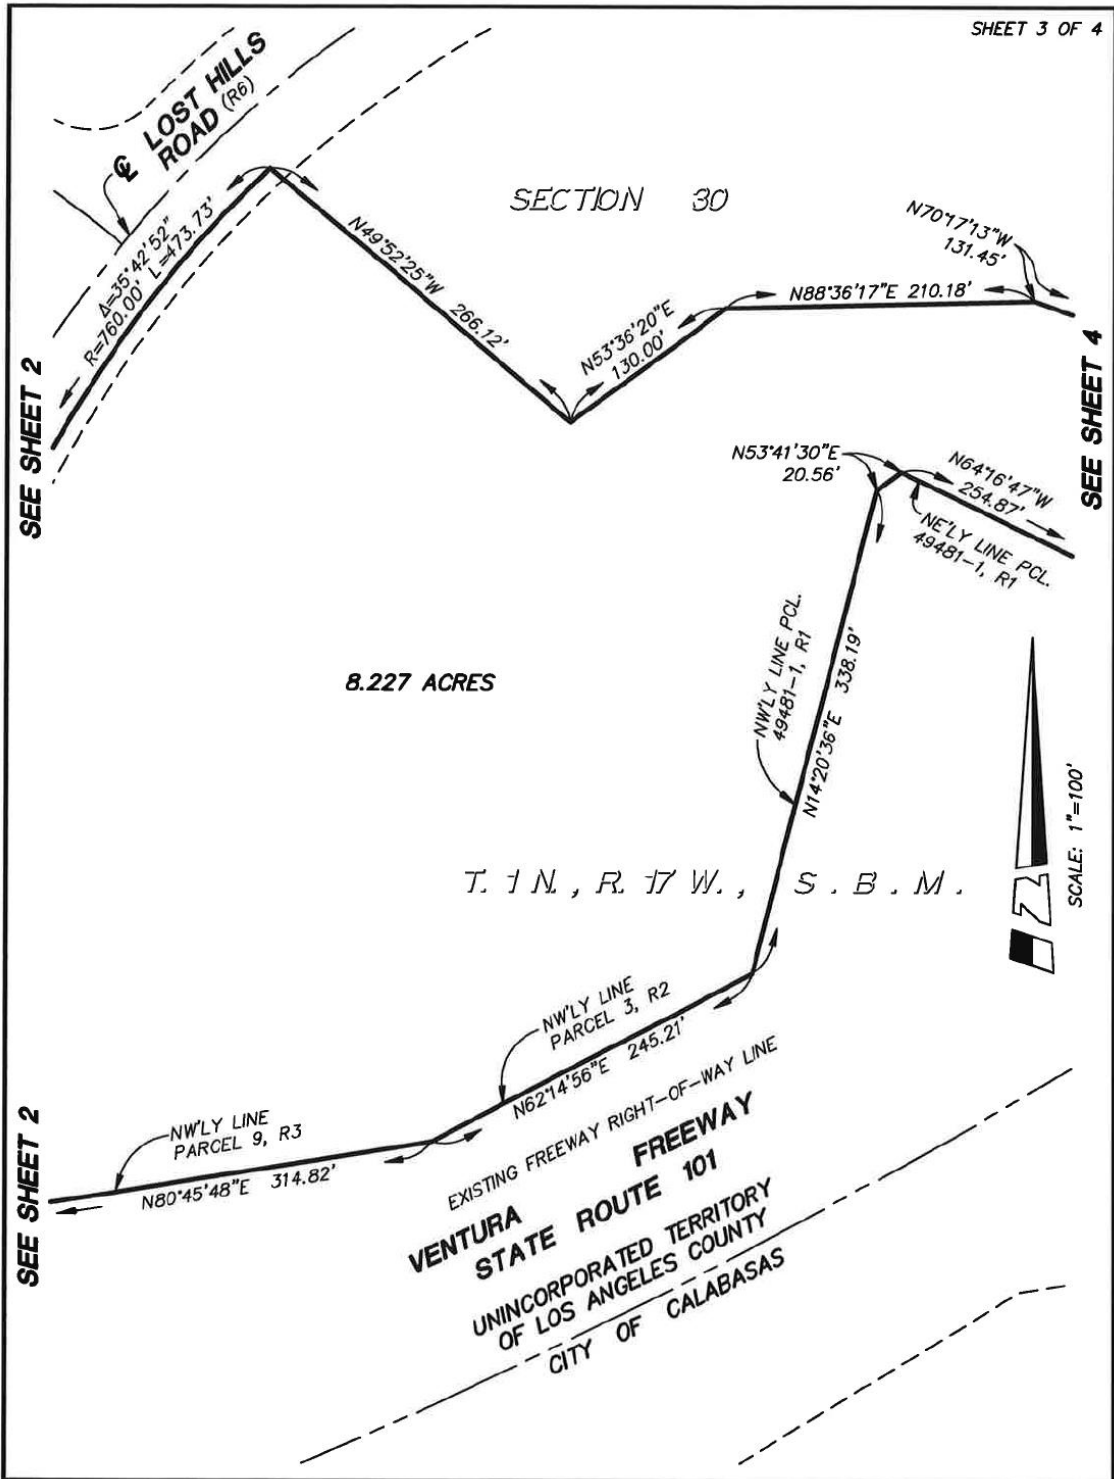 SHEET 3 OF 4
℄ LOST HILLS
ROAD (R6)
Δ=35°42'52"
R=760.00' L=473.73'
N49°52'25"W 266.12'
SECTION 30
N53°36'20"E
130.00'
N88°36'17"E 210.18'
N70°17'13"W
131.45'
SEE SHEET 2
SEE SHEET 4
N53°41'30"E
20.56'
N64°16'47"W
254.87'
NE'LY LINE PCL.
49481-1, R1
NW'LY LINE PCL.
49481-1, R1
N14°20'36"E 338.19'
8.227 ACRES
T. 1 N., R. 17 W., S. B. M.
N
SCALE: 1"=100'
NW'LY LINE
PARCEL 3, R2
N62°14'56"E 245.21'
SEE SHEET 2
NW'LY LINE
PARCEL 9, R3
N80°45'48"E 314.82'
EXISTING FREEWAY RIGHT-OF-WAY LINE
VENTURA FREEWAY
STATE ROUTE 101
UNINCORPORATED TERRITORY
OF LOS ANGELES COUNTY
CITY OF CALABASAS